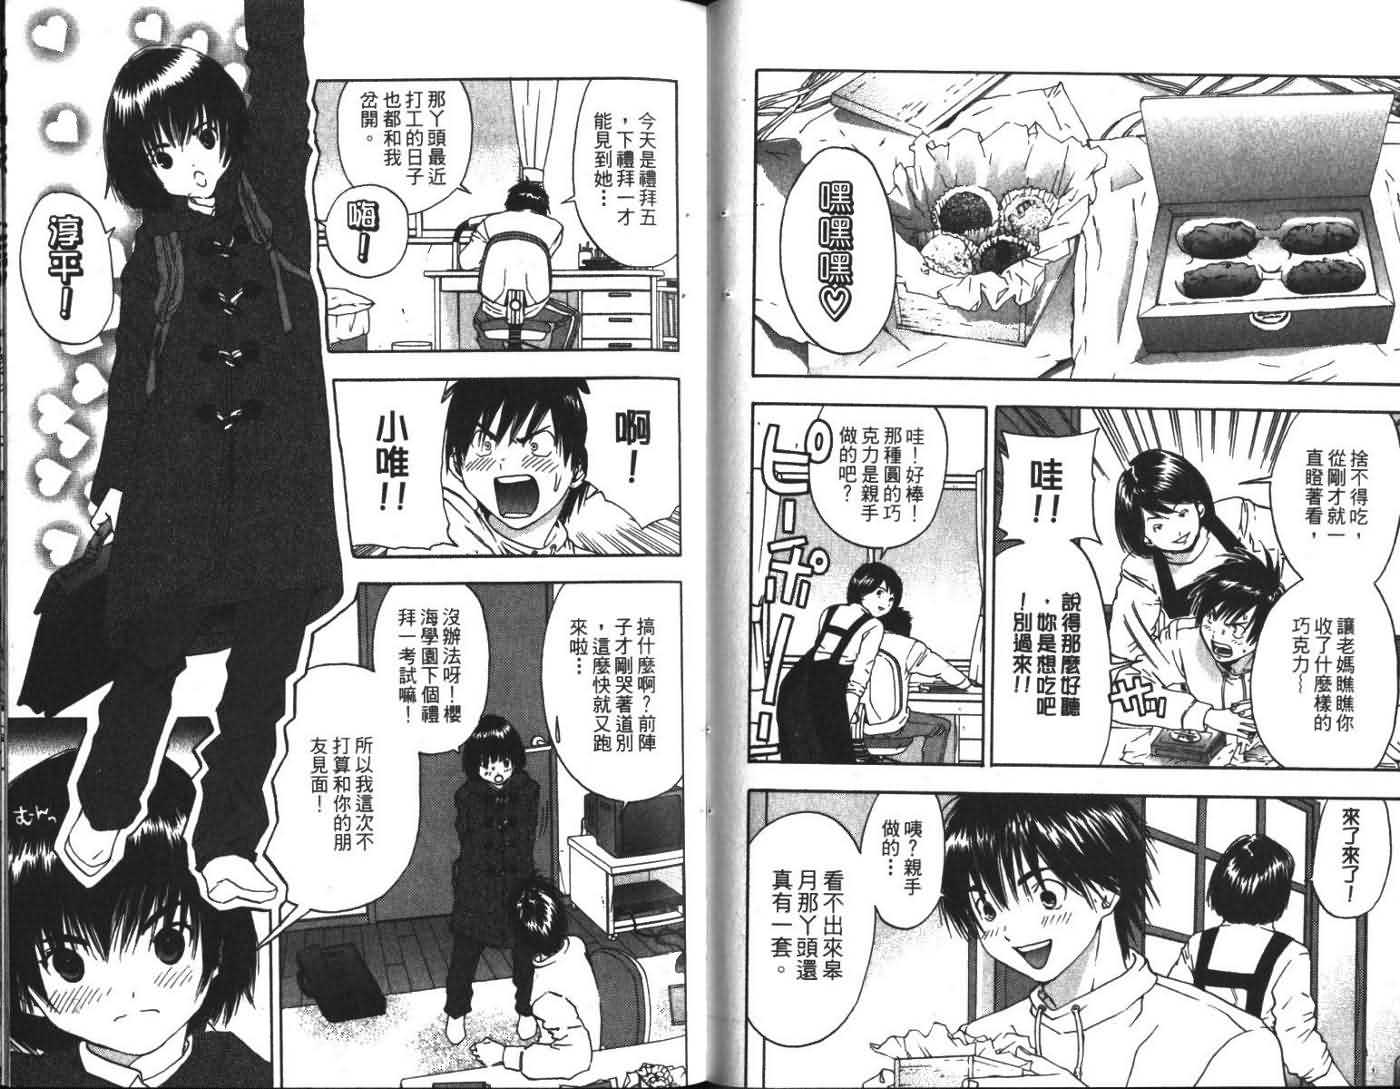 嘿嘿嘿♡
捨不得吃，
從剛才就一
直瞪著看，
讓老媽瞧瞧你
收了什麼樣的
巧克力～
哇！！
說得那麼好聽
，妳是想吃吧
！別過來！！
ギュッ
哇！好棒！
那種圓的巧
克力是親手
做的吧？
ピーポーッ
來了來了！
咦？親手
做的…
看不出來皋
月那丫頭還
真有一套。
今天是禮拜五
，下禮拜一才
能見到她…
那丫頭最近
打工的日子
也都和我
岔開。
嗨！
淳平！
啊！
小唯！！
搞什麼啊？前陣
子才剛哭著道別
，這麼快就又跑
來啦…
沒辦法呀！櫻
海學園下個禮
拜一考試嘛！
所以我這次不
打算和你的朋
友見面！
むーんっ